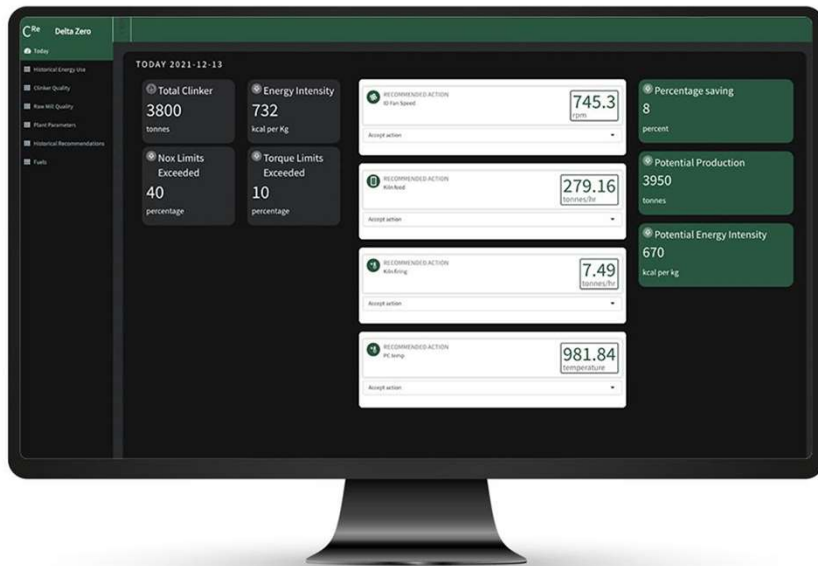 CRe Delta Zero
Today
Historical Energy Use
Clinker Quality
Raw Mill Quality
Plant Parameters
Historical Recommendations
Fuels
TODAY 2021-12-13
Total Clinker
3800
tonnes
Energy Intensity
732
kcal per Kg
Nox Limits
Exceeded
40
percentage
Torque Limits
Exceeded
10
percentage
RECOMMENDED ACTION
ID Fan Speed
745.3
rpm
Accept action
RECOMMENDED ACTION
Kiln feed
279.16
tonnes/hr
Accept action
RECOMMENDED ACTION
Kiln firing
7.49
tonnes/hr
Accept action
RECOMMENDED ACTION
PC temp
981.84
temperature
Accept action
Percentage saving
8
percent
Potential Production
3950
tonnes
Potential Energy Intensity
670
kcal per kg